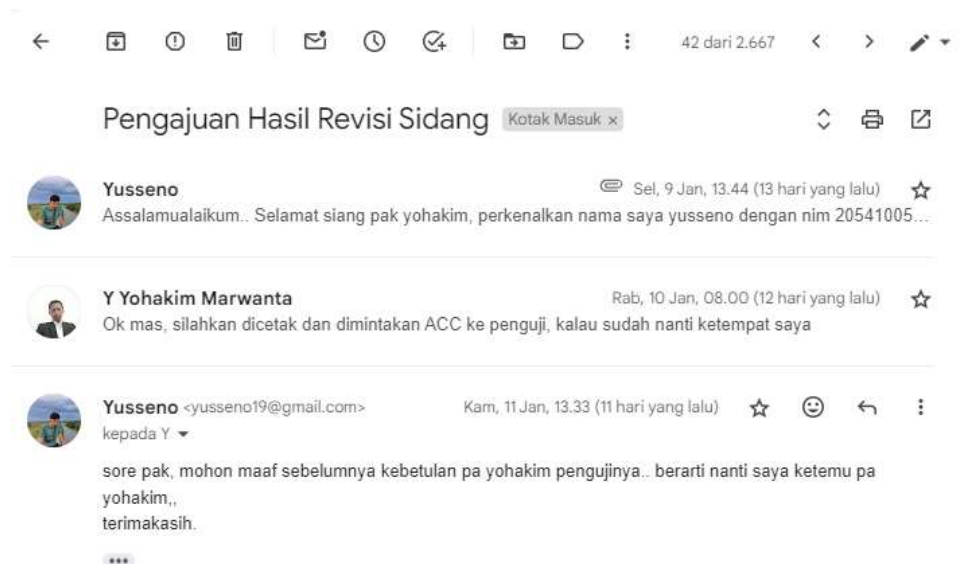 42 dari 2.667
Pengajuan Hasil Revisi Sidang Kotak Masuk ×
Yusseno Sel, 9 Jan, 13.44 (13 hari yang lalu)
Assalamualaikum.. Selamat siang pak yohakim, perkenalkan nama saya yusseno dengan nim 20541005...
Y Yohakim Marwanta Rab, 10 Jan, 08.00 (12 hari yang lalu)
Ok mas, silahkan dicetak dan dimintakan ACC ke penguji, kalau sudah nanti ketempat saya
Yusseno <yusseno19@gmail.com> Kam, 11 Jan, 13.33 (11 hari yang lalu)
kepada Y
sore pak, mohon maaf sebelumnya kebetulan pa yohakim pengujinya.. berarti nanti saya ketemu pa
yohakim,,
terimakasih.